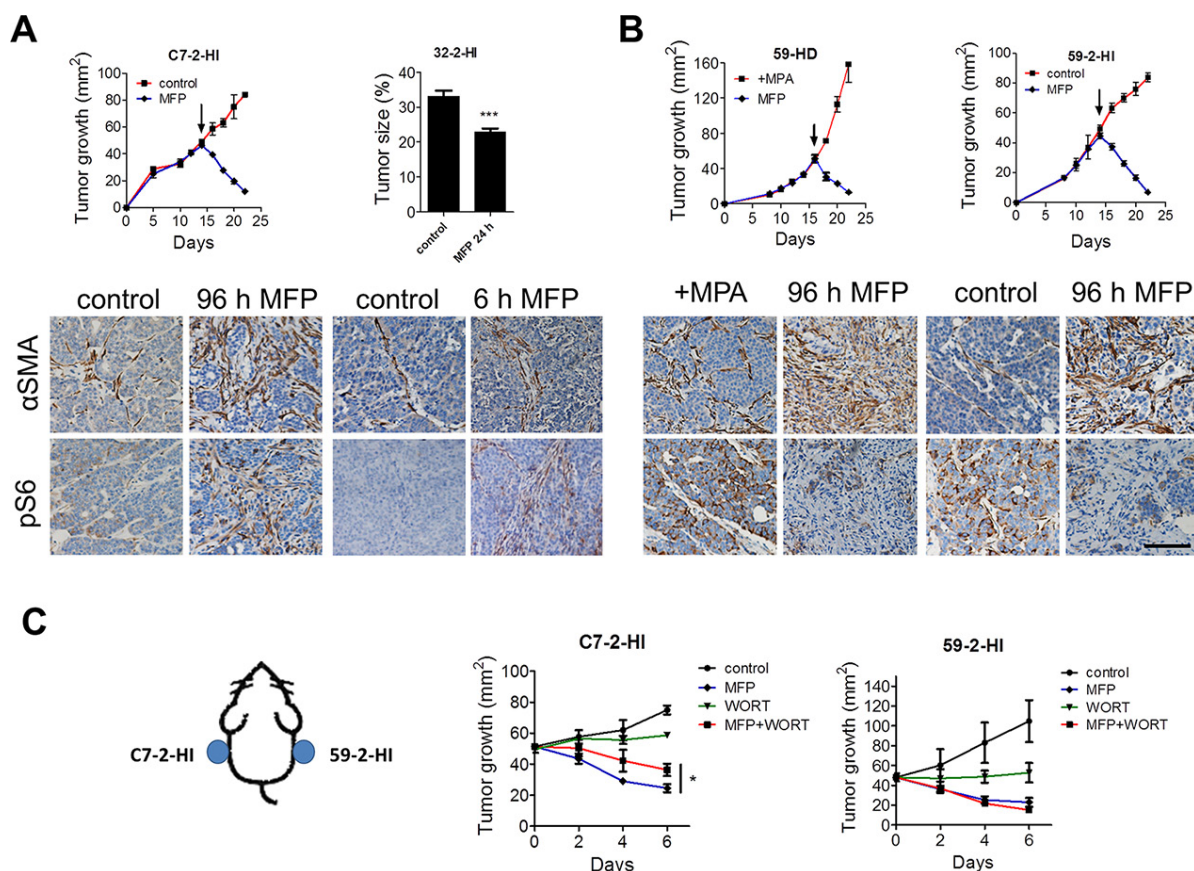 A
C7-2-HI
Tumor growth (mm2)
100
80
60
40
20
0
control
MFP
0 5 10 15 20 25
Days
32-2-HI
Tumor size (%)
40
30
20
10
0
***
control
MFP 24 h
B
59-HD
Tumor growth (mm2)
160
120
80
40
0
+MPA
MFP
0 5 10 15 20 25
Days
59-2-HI
Tumor growth (mm2)
100
80
60
40
20
0
control
MFP
0 5 10 15 20 25
Days
control 96 h MFP control 6 h MFP
+MPA 96 h MFP control 96 h MFP
αSMA
pS6
C
C7-2-HI
59-2-HI
C7-2-HI
Tumor growth (mm2)
100
80
60
40
20
0
control
MFP
WORT
MFP+WORT
*
0 2 4 6
Days
59-2-HI
Tumor growth (mm2)
140
120
100
80
60
40
20
0
control
MFP
WORT
MFP+WORT
0 2 4 6
Days